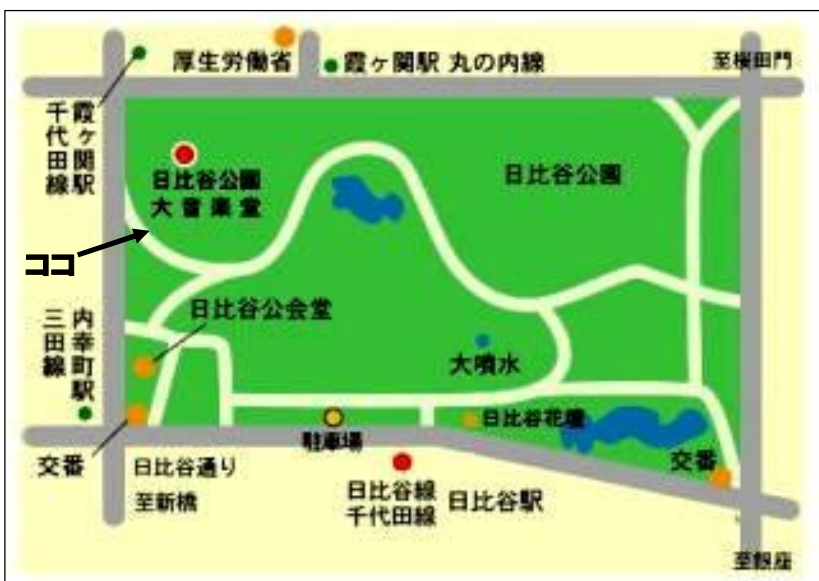 厚生労働省
霞ヶ関駅 丸の内線
至桜田門
霞ヶ関駅
千代田線
日比谷公園
大音楽堂
日比谷公園
ココ
日比谷公会堂
内幸町駅
三田線
大噴水
日比谷花壇
駐車場
交番
交番
日比谷通り
至新橋
日比谷線
千代田線
日比谷駅
至銀座